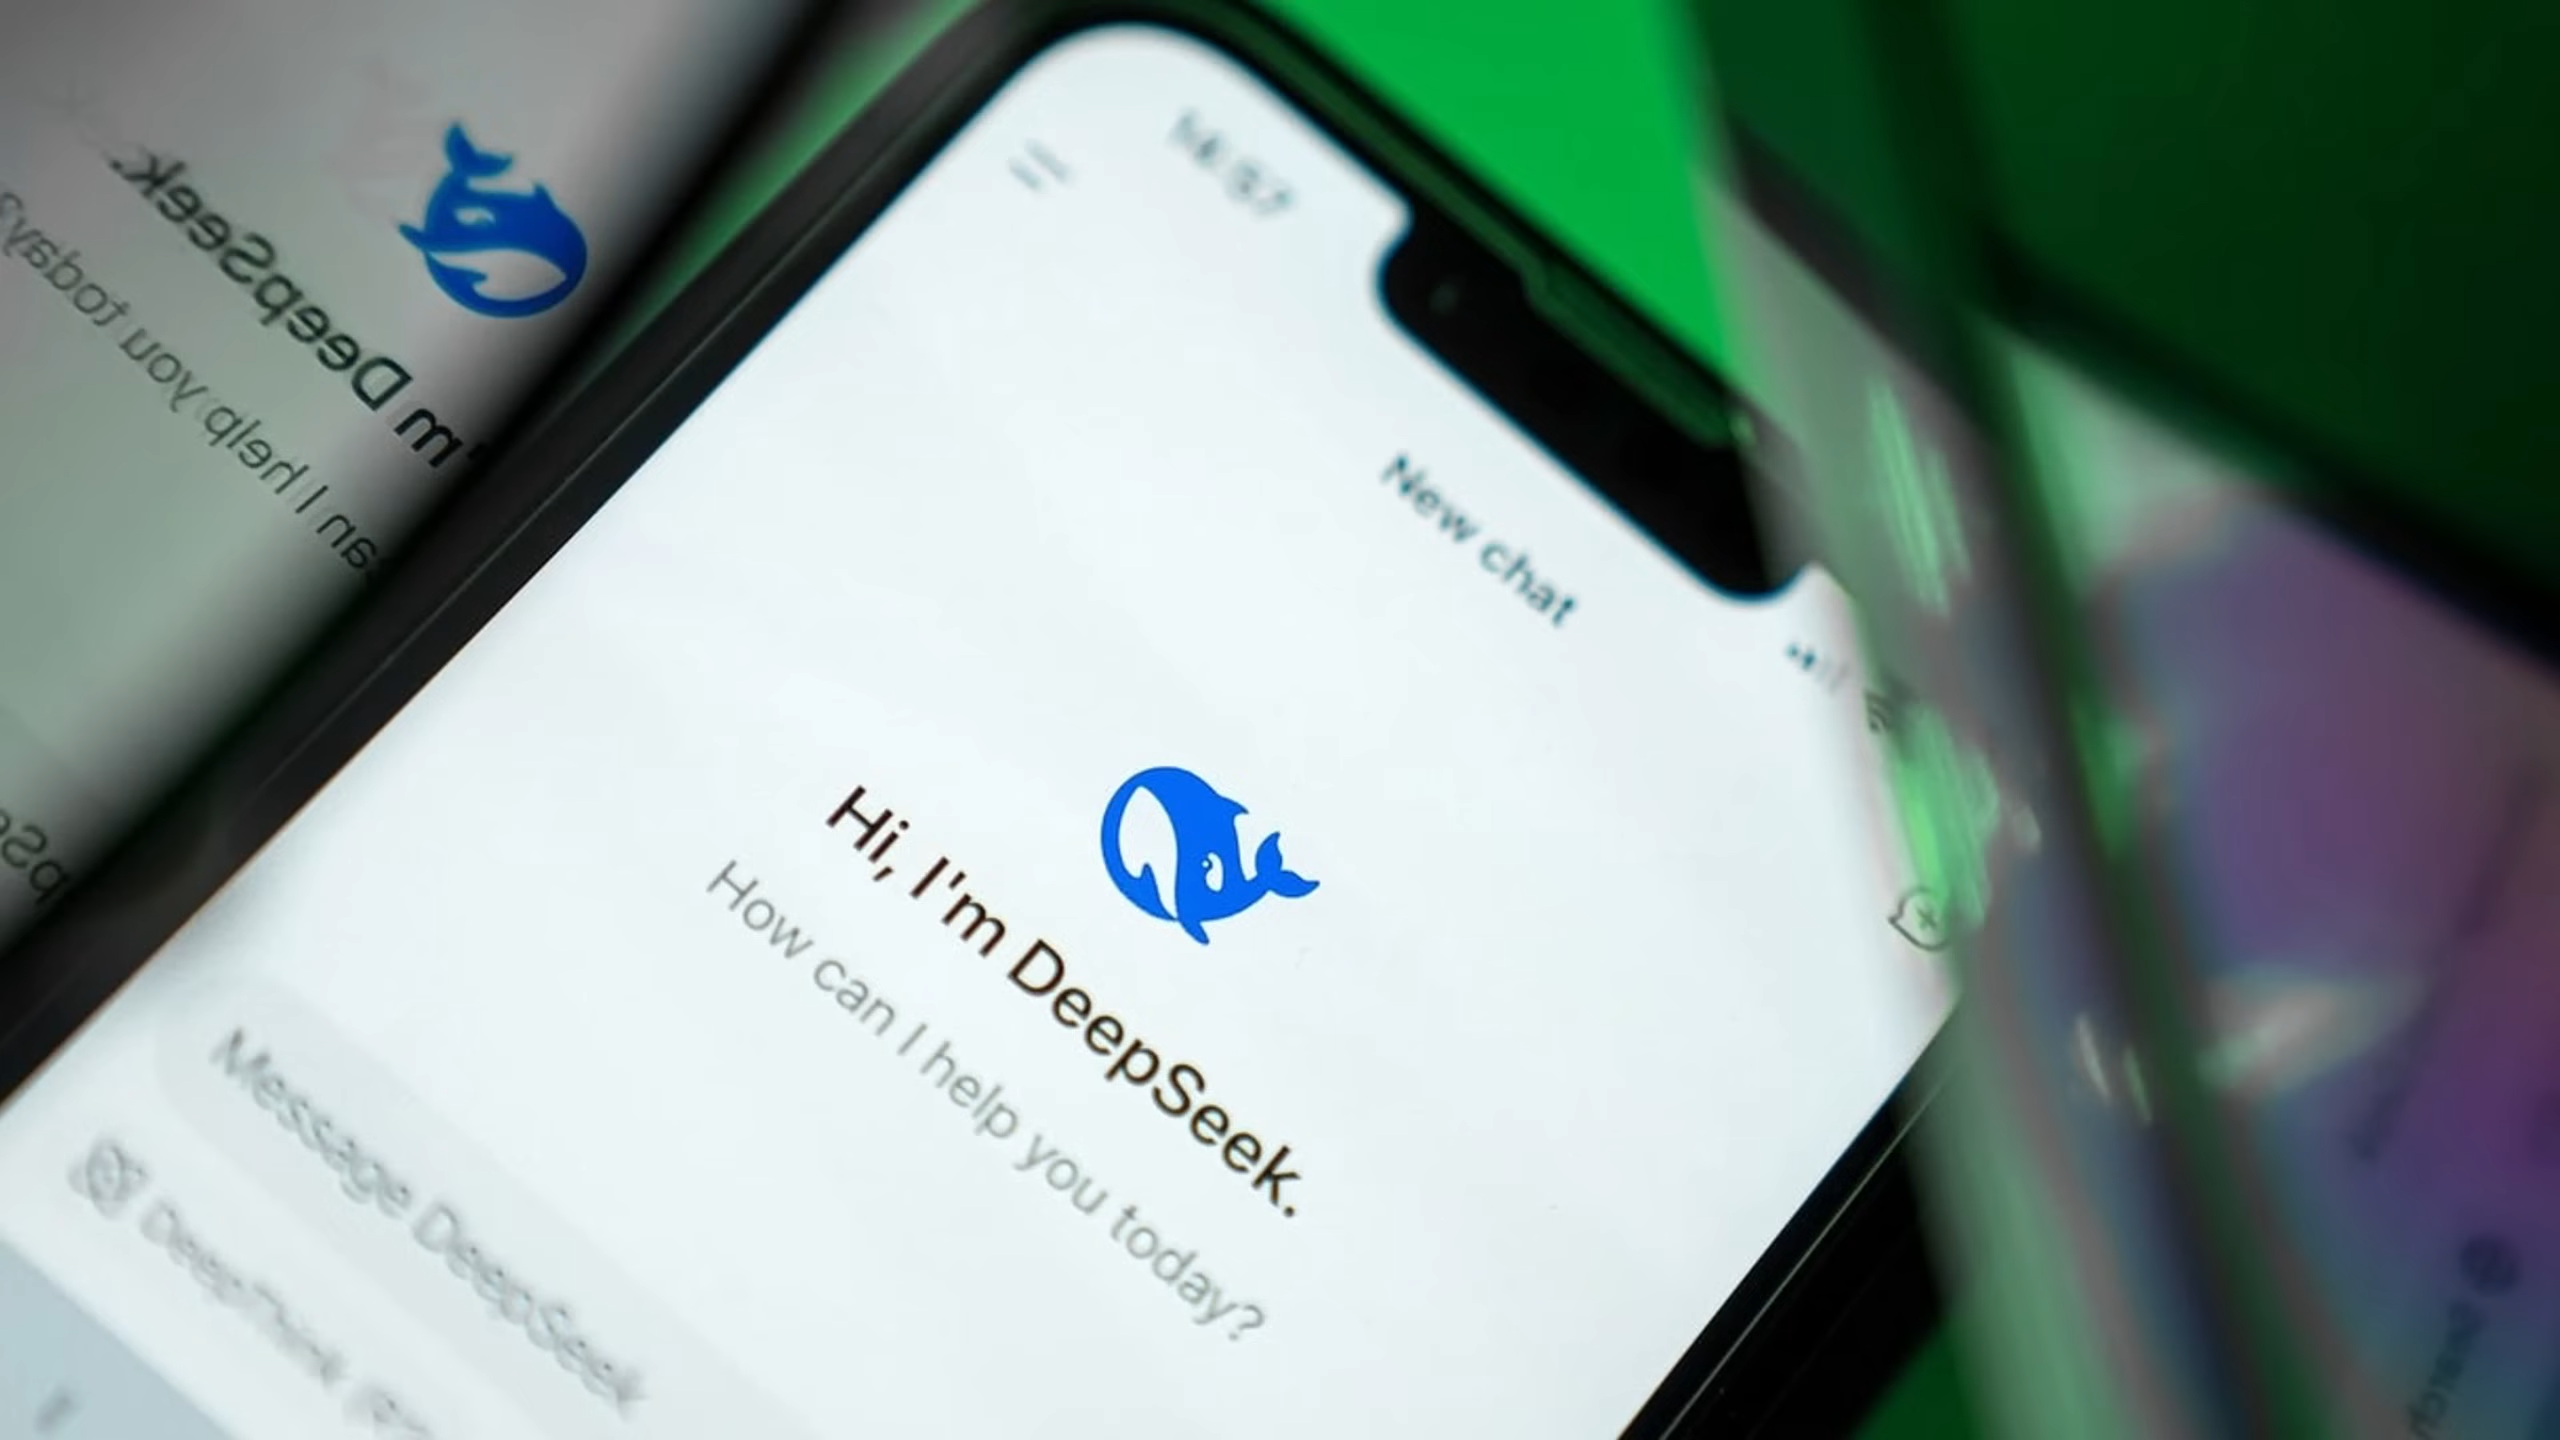 New chat
Hi, I'm DeepSeek.
How can I help you today?
Message DeepSeek
DeepThink
'm DeepSeek.
an I help you today?